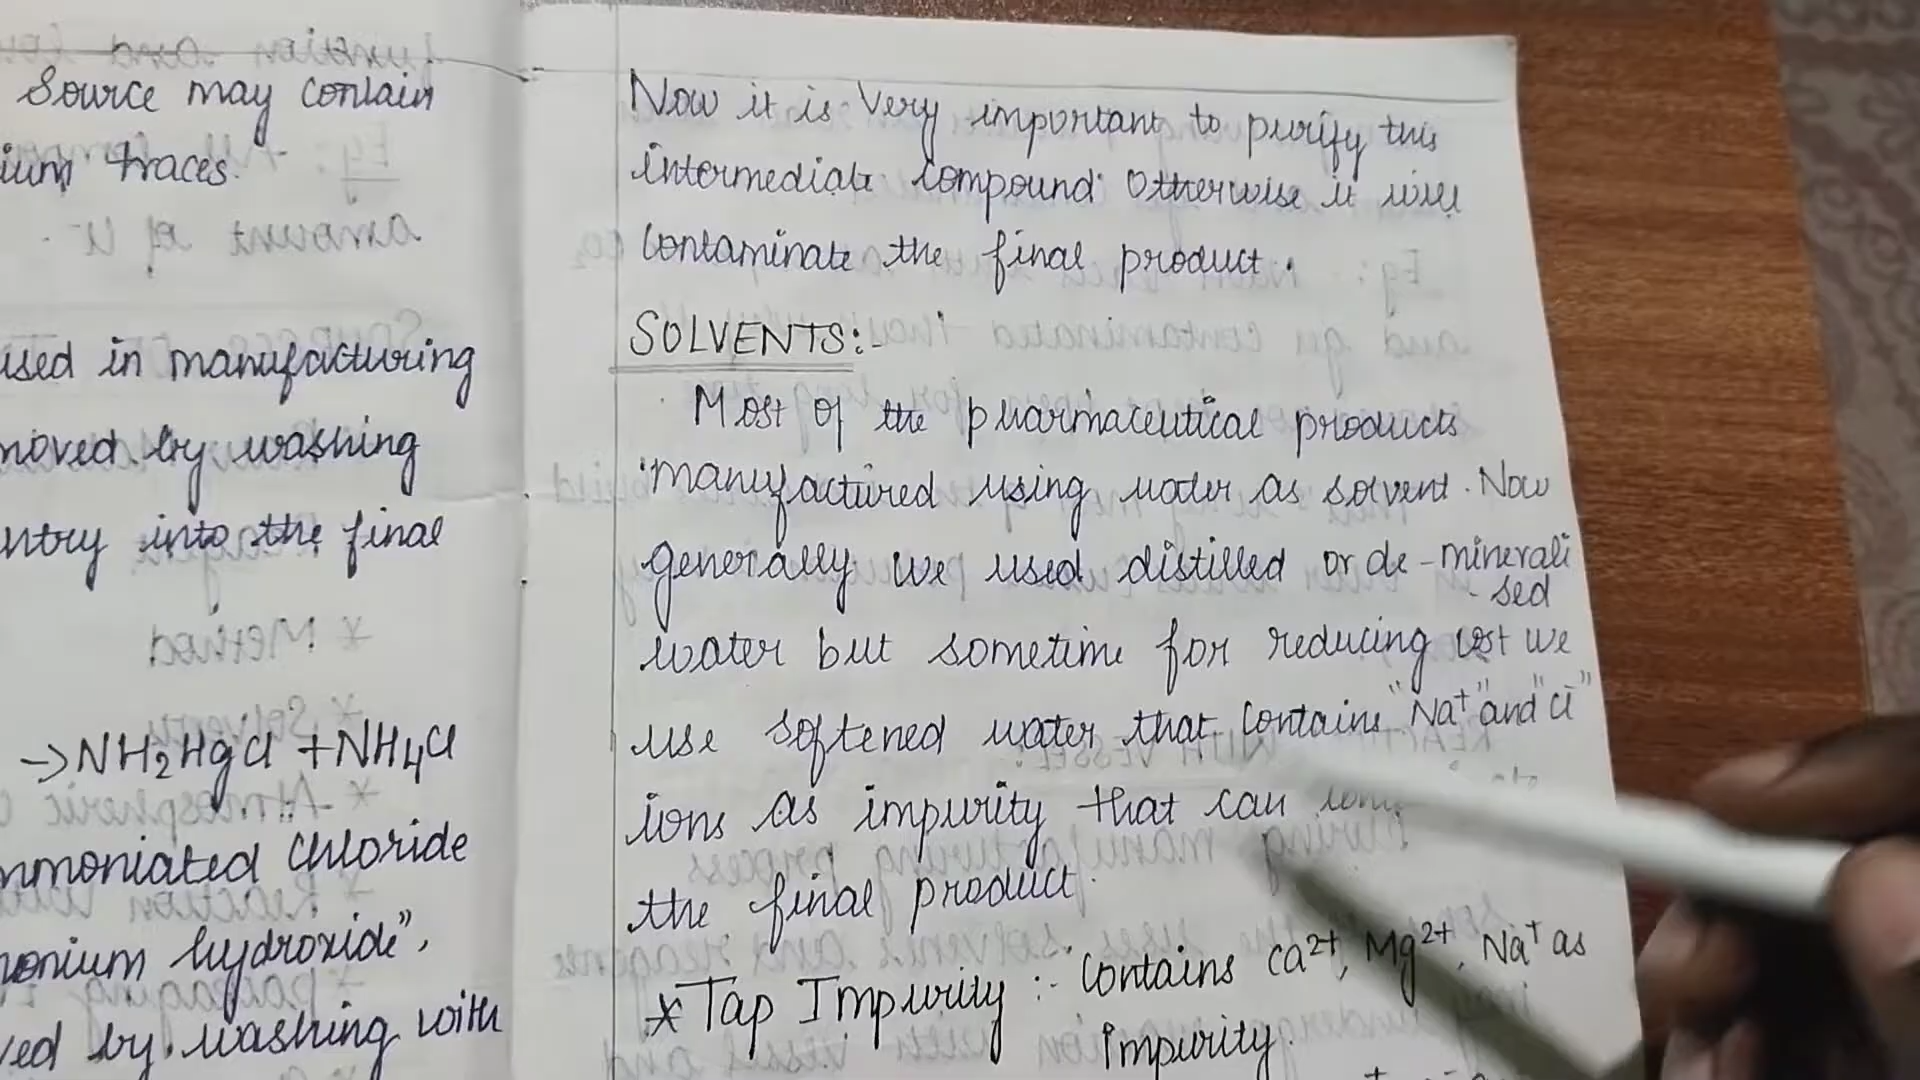 Source may contain
ium traces.
used in manufacturing
moved by washing
entry into the final
→ NH₂HgCl + NH₄Cl
mmoniated chloride
monium hydroxide",
ved by washing with
Now it is very important to purify this
intermediate compound otherwise it will
contaminate the final product.
SOLVENTS:-
Most of the pharmaceutical products
manufactured using water as solvent. Now
generally we used distilled or de-minerali
- sed
water but sometime for reducing cost we
use softened water that contains "Na⁺" and "Cl⁻"
ions as impurity that can
the final product.
* Tap Impurity :- Contains Ca²⁺, Mg²⁺, Na⁺ as
Impurity.